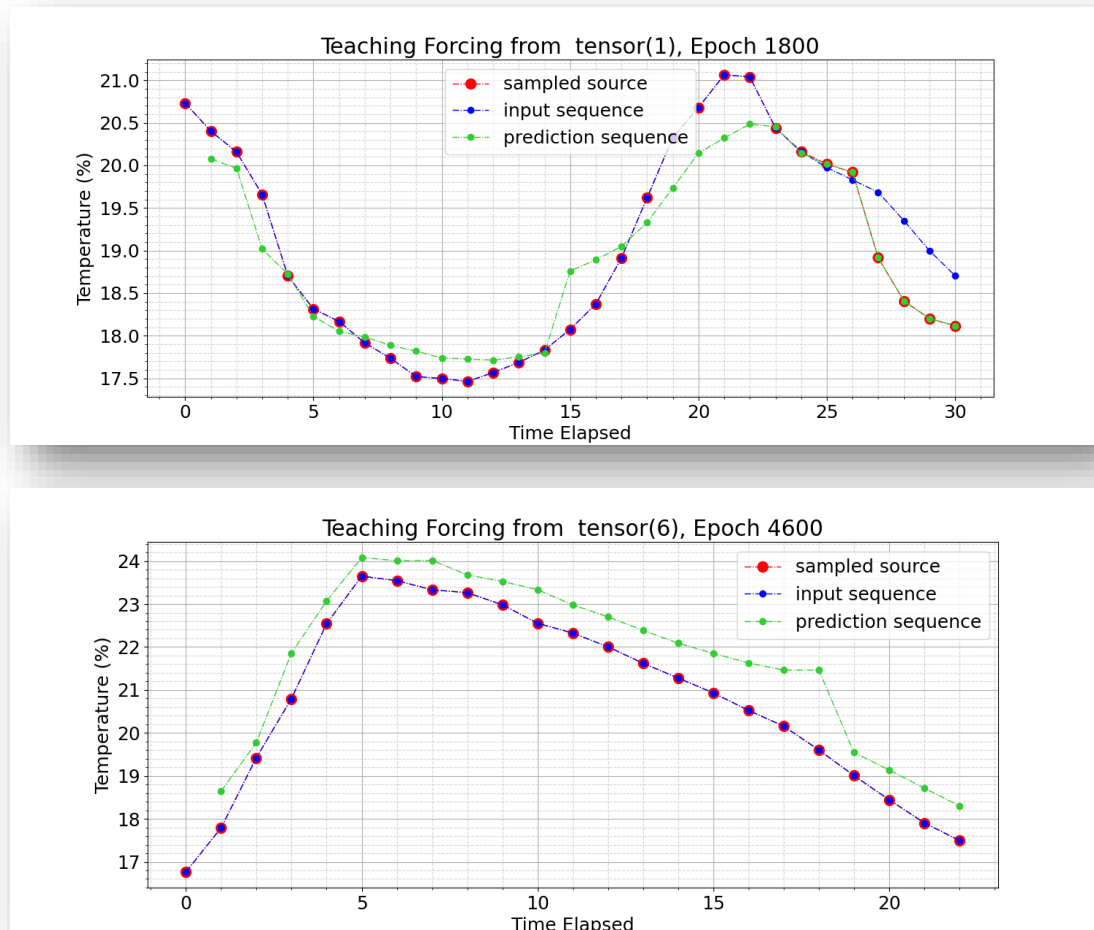 Teaching Forcing from  tensor(1), Epoch 1800
21.0
20.5
20.0
19.5
19.0
18.5
18.0
17.5
Temperature (%)
sampled source
input sequence
prediction sequence
0 5 10 15 20 25 30
Time Elapsed
Teaching Forcing from  tensor(6), Epoch 4600
24
23
22
21
20
19
18
17
Temperature (%)
sampled source
input sequence
prediction sequence
0 5 10 15 20
Time Elapsed